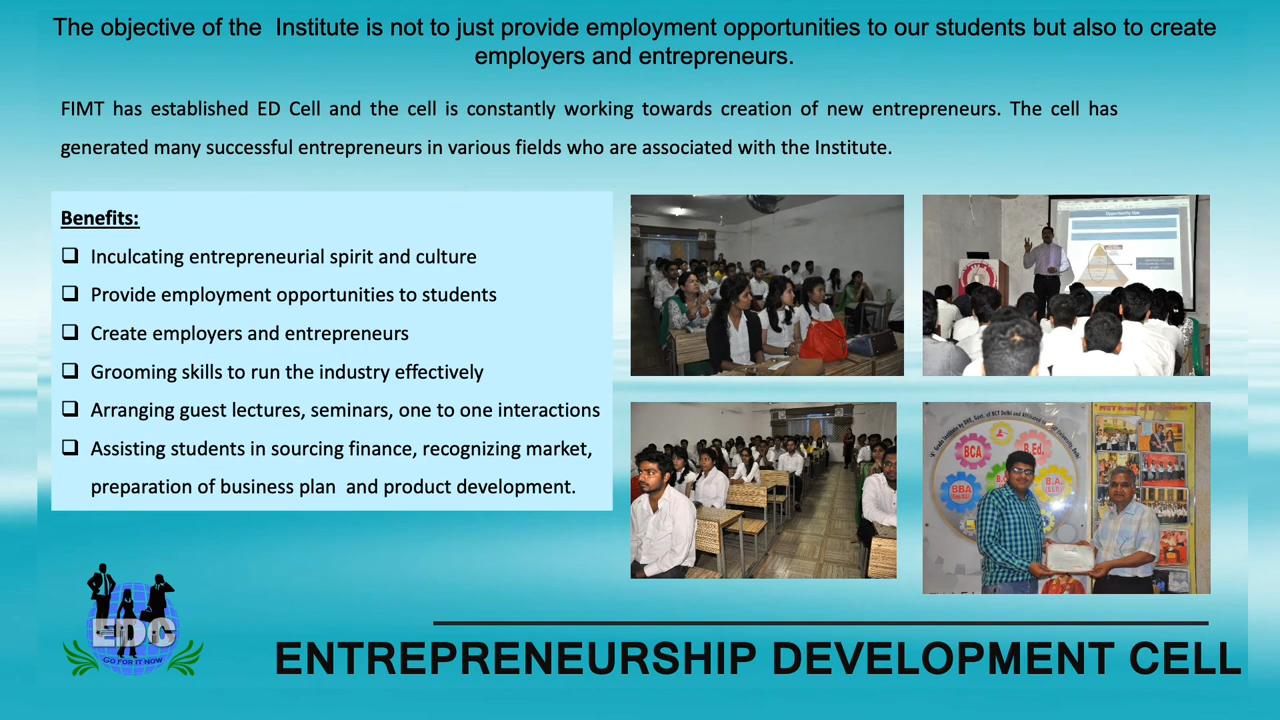 The objective of the  Institute is not to just provide employment opportunities to our students but also to create
employers and entrepreneurs.
FIMT has established ED Cell and the cell is constantly working towards creation of new entrepreneurs. The cell has
generated many successful entrepreneurs in various fields who are associated with the Institute.
Benefits:
❑ Inculcating entrepreneurial spirit and culture
❑ Provide employment opportunities to students
❑ Create employers and entrepreneurs
❑ Grooming skills to run the industry effectively
❑ Arranging guest lectures, seminars, one to one interactions
❑ Assisting students in sourcing finance, recognizing market,
preparation of business plan  and product development.
Opportunity Size
BCA
B.Ed.
BBA
B.A.
EDC
GO FOR IT NOW
ENTREPRENEURSHIP DEVELOPMENT CELL